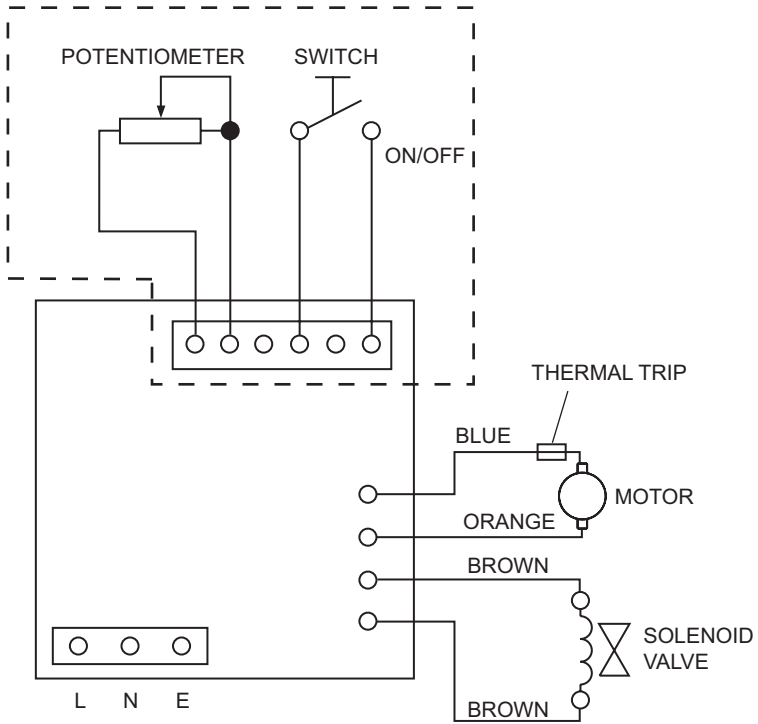 POTENTIOMETER
SWITCH
ON/OFF
THERMAL TRIP
BLUE
MOTOR
ORANGE
BROWN
SOLENOID
VALVE
BROWN
L N E